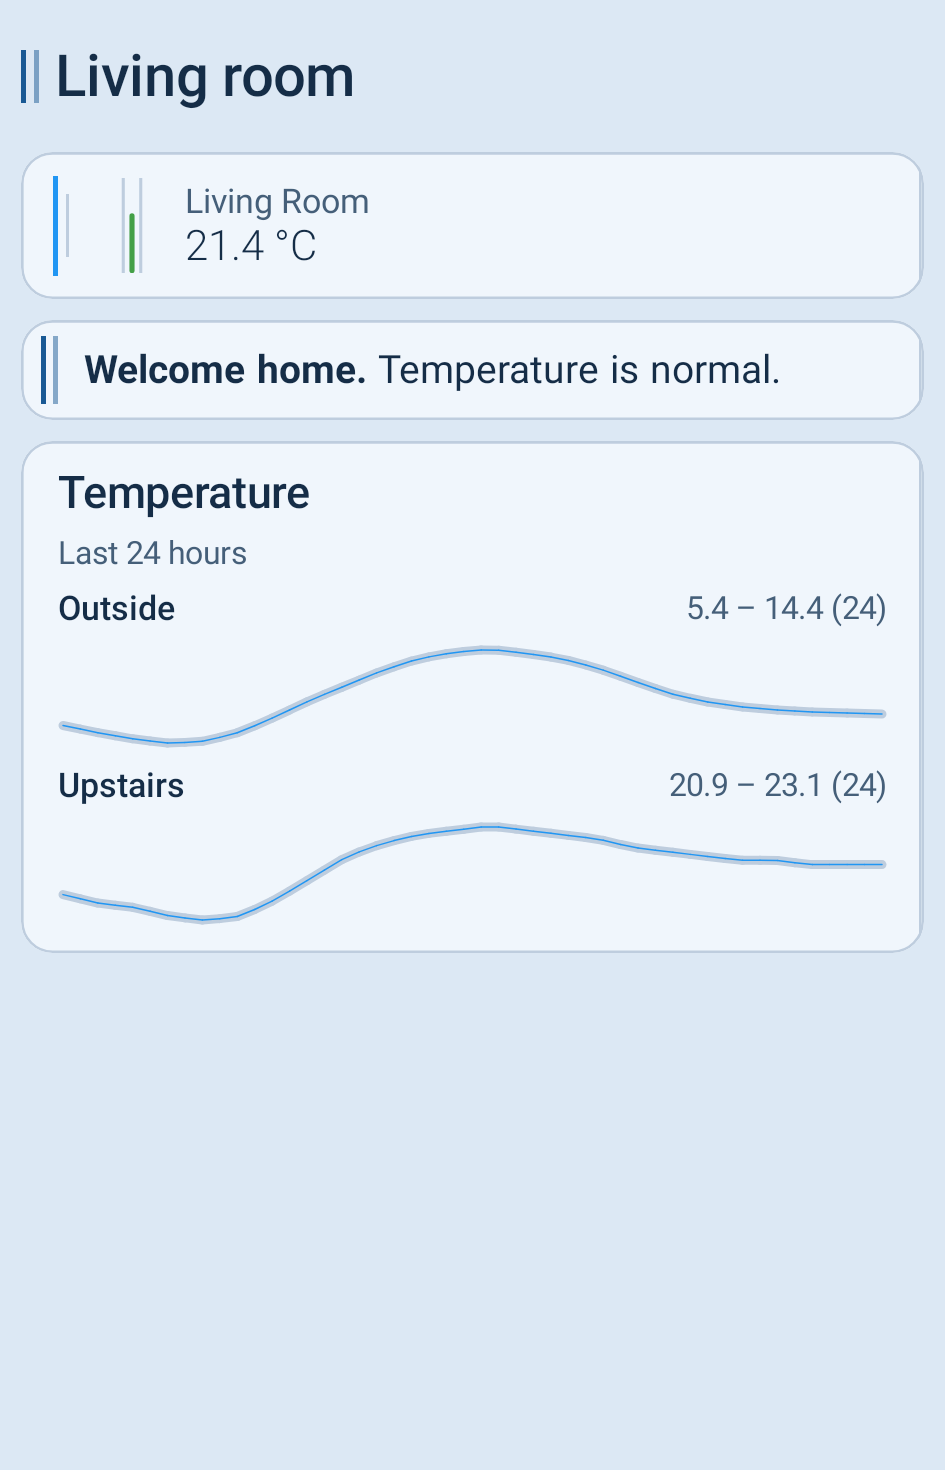 Living room
Living Room
21.4 °C
Welcome home. Temperature is normal.
Temperature
Last 24 hours
Outside 5.4 – 14.4 (24)
Upstairs 20.9 – 23.1 (24)